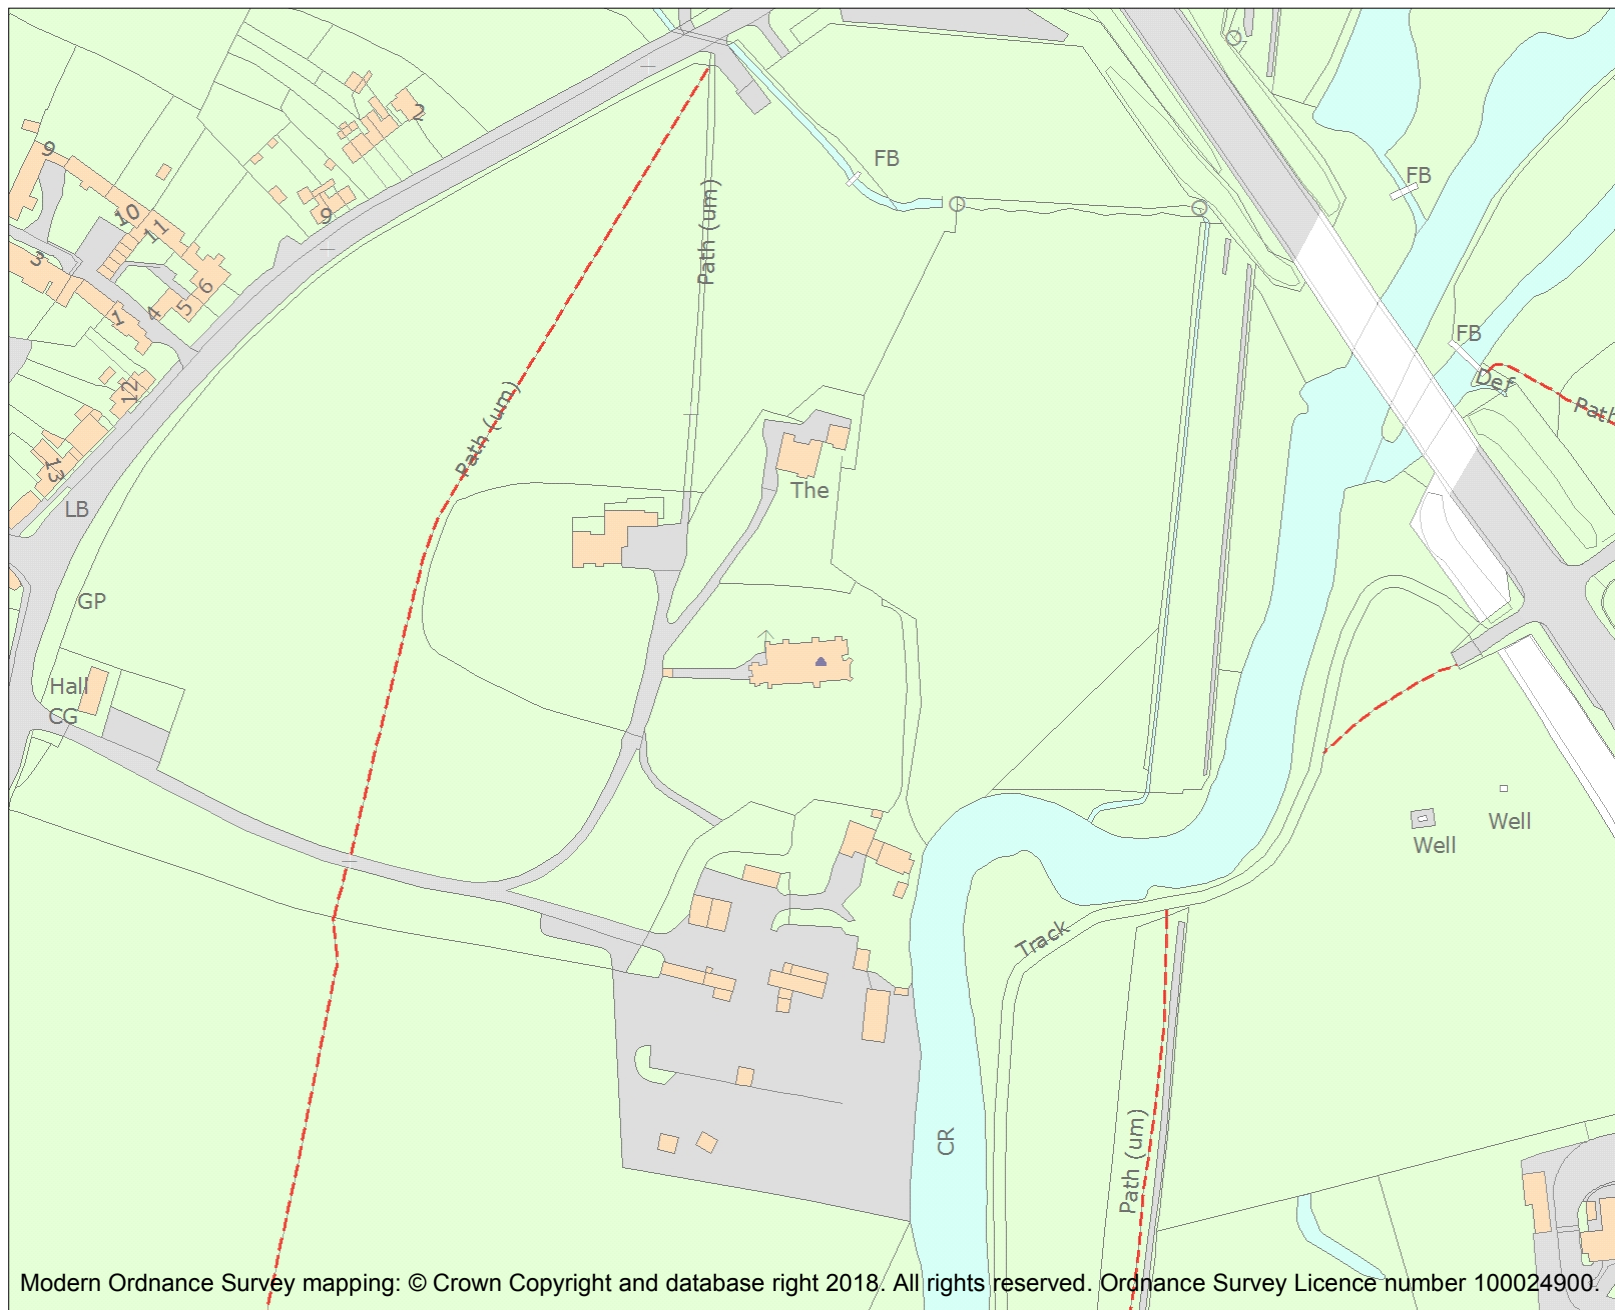 2
9
10
11
3
6
5
4
1
9
12
13
LB
GP
Hall
CG
Path (um)
Path (um)
FB
FB
FB
Def
Path
The
Well
Well
Track
CR
Path (um)
Modern Ordnance Survey mapping: © Crown Copyright and database right 2018. All rights reserved. Ordnance Survey Licence number 100024900.